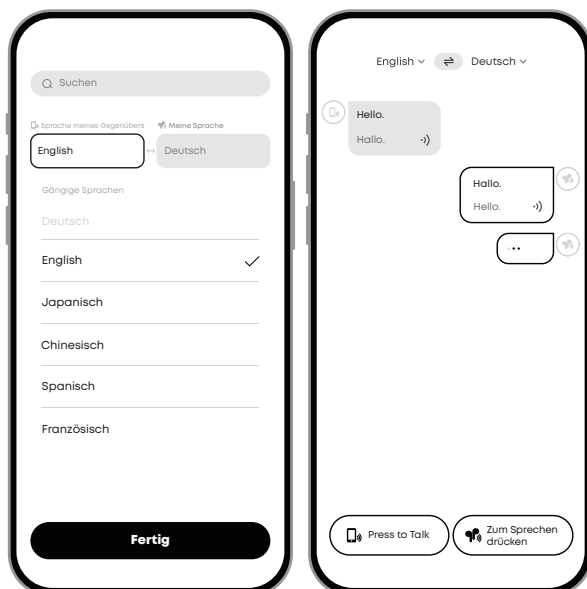 Suchen
Sprache meines Gegenübers Meine Sprache
English Deutsch
Gängige Sprachen
Deutsch
English
Japanisch
Chinesisch
Spanisch
Französisch
Fertig
English Deutsch
Hello.
Hallo.
Hallo.
Hello.
Press to Talk
Zum Sprechen
drücken